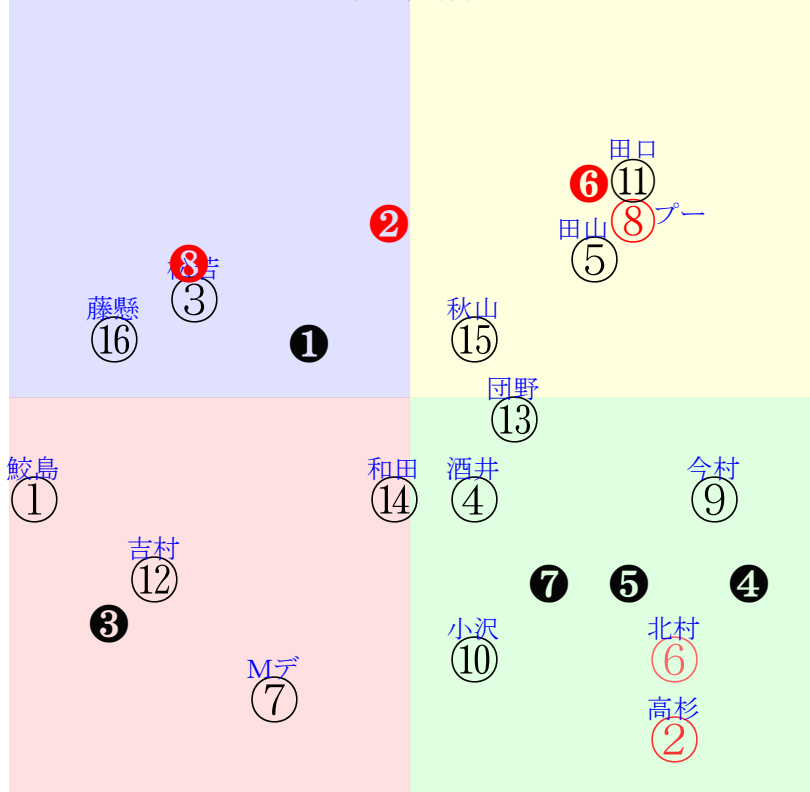 田口
❻ ⑪
❷ ⑧ プー
田山
❽ ⑤
③
藤懸 秋山
⑯ ❶ ⑮
団野
⑬
鮫島 和田 酒井 今村
① ⑭ ④ ⑨
吉村
⑫ ❼ ❺ ❹
❸ 小沢 北村
⑩ ⑥
Mデ
⑦ 高杉
②